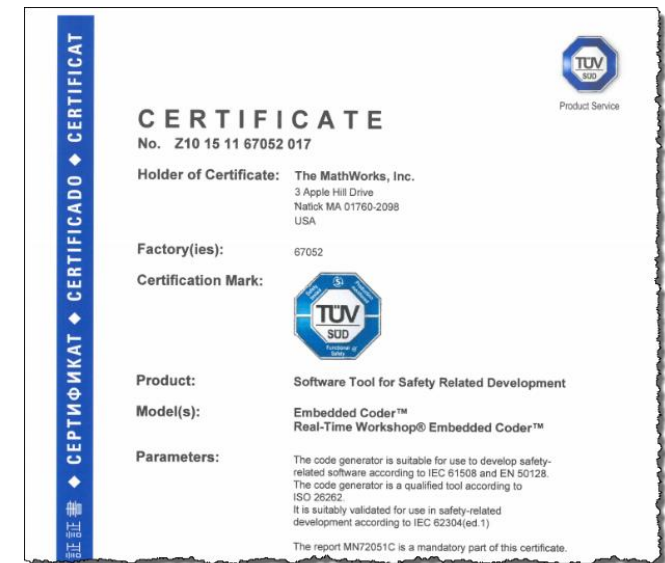 TÜV
SÜD
Product Service
CERTIFICATE
No. Z10 15 11 67052 017
Holder of Certificate: The MathWorks, Inc.
3 Apple Hill Drive
Natick MA 01760-2098
USA
Factory(ies): 67052
Certification Mark:
TÜV
SÜD
Functional
Safety
Product: Software Tool for Safety Related Development
Model(s): Embedded Coder™
Real-Time Workshop® Embedded Coder™
Parameters: The code generator is suitable for use to develop safety-
related software according to IEC 61508 and EN 50128.
The code generator is a qualified tool according to
ISO 26262.
It is suitably validated for use in safety-related
development according to IEC 62304(ed.1)
The report MN72051C is a mandatory part of this certificate.
証証書 ◆ СЕРТИФИКАТ ◆ CERTIFICADO ◆ CERTIFICAT